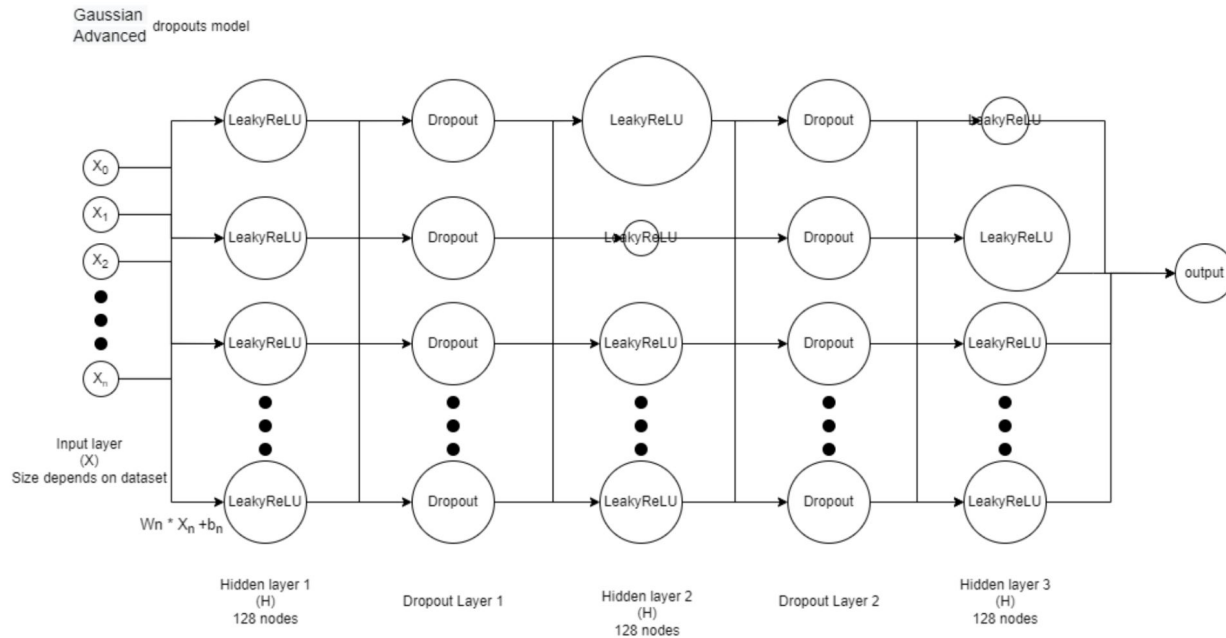 Gaussian
Advanced dropouts model
LeakyReLU Dropout LeakyReLU Dropout LeakyReLU
X0
X1
LeakyReLU Dropout LeakyReLU Dropout LeakyReLU
X2
output
LeakyReLU Dropout LeakyReLU Dropout LeakyReLU
Xn
Input layer
(X)
Size depends on dataset
LeakyReLU Dropout LeakyReLU Dropout LeakyReLU
Wn * Xn +bn
Hidden layer 1
(H)
128 nodes
Dropout Layer 1
Hidden layer 2
(H)
128 nodes
Dropout Layer 2
Hidden layer 3
(H)
128 nodes